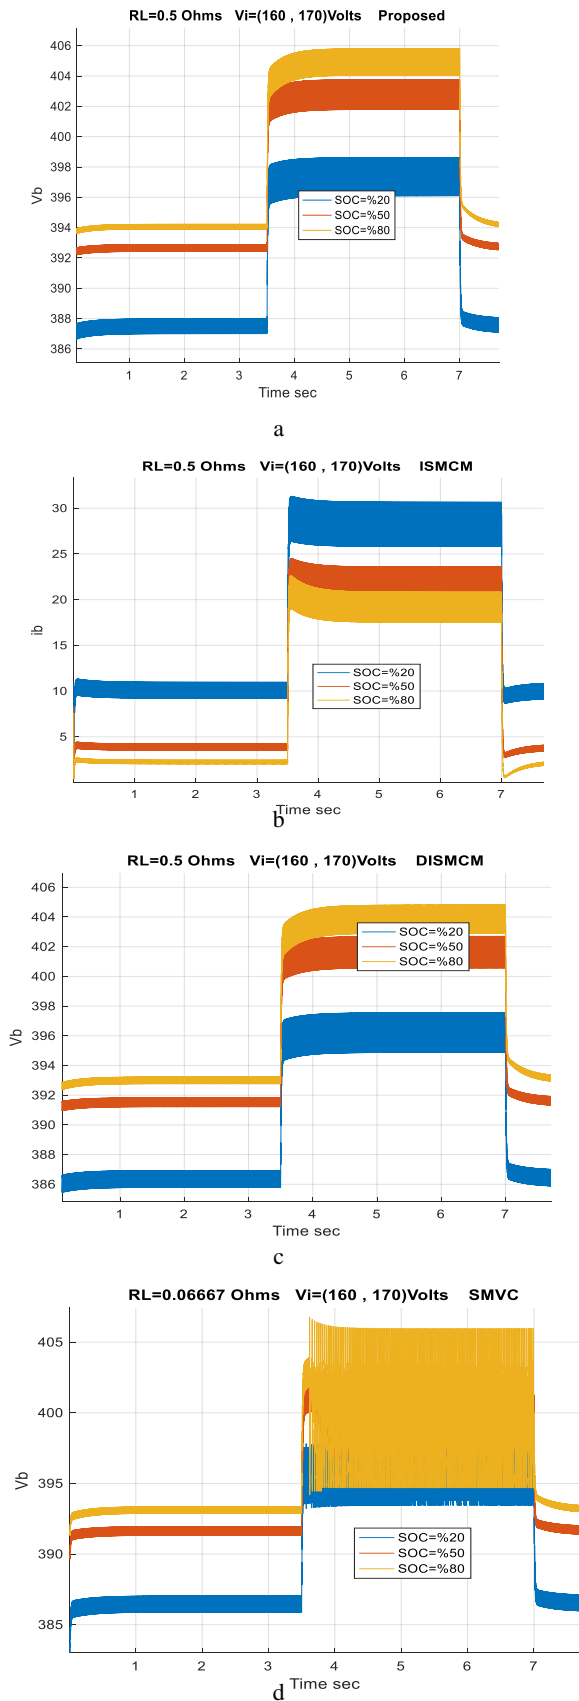 RL=0.5 Ohms Vi=(160 , 170)Volts Proposed
406
404
402
400
398
396
394
392
390
388
386
Vb
SOC=%20
SOC=%50
SOC=%80
1 2 3 4 5 6 7
Time sec
a
RL=0.5 Ohms Vi=(160 , 170)Volts ISMCM
30
25
20
15
10
5
ib
SOC=%20
SOC=%50
SOC=%80
1 2 3 4 5 6 7
Time sec
b
RL=0.5 Ohms Vi=(160 , 170)Volts DISMCM
406
404
402
400
398
396
394
392
390
388
386
Vb
SOC=%20
SOC=%50
SOC=%80
1 2 3 4 5 6 7
Time sec
c
RL=0.06667 Ohms Vi=(160 , 170)Volts SMVC
405
400
395
390
385
Vb
SOC=%20
SOC=%50
SOC=%80
1 2 3 4 5 6 7
Time sec
d